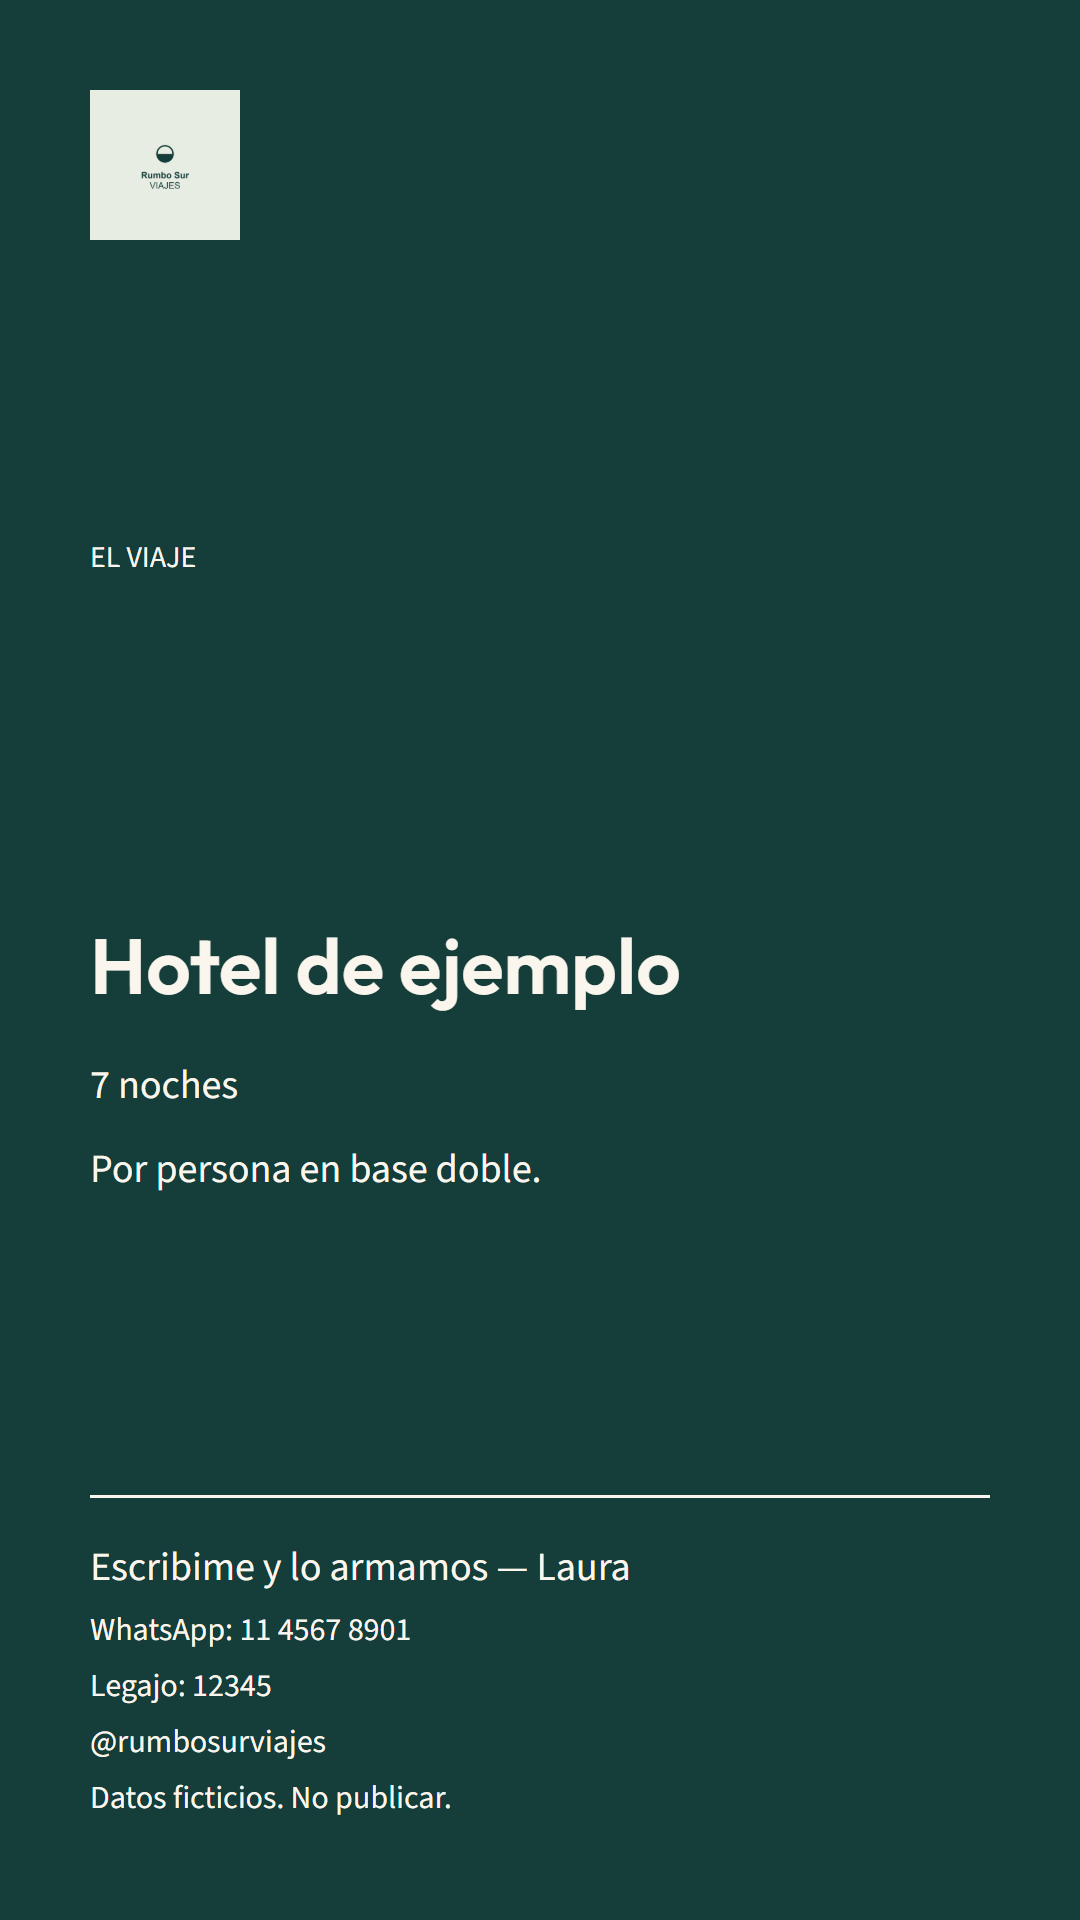 Rumbo Sur
VIAJES
EL VIAJE
Hotel de ejemplo
7 noches
Por persona en base doble.
Escribime y lo armamos — Laura
WhatsApp: 11 4567 8901
Legajo: 12345
@rumbosurviajes
Datos ficticios. No publicar.